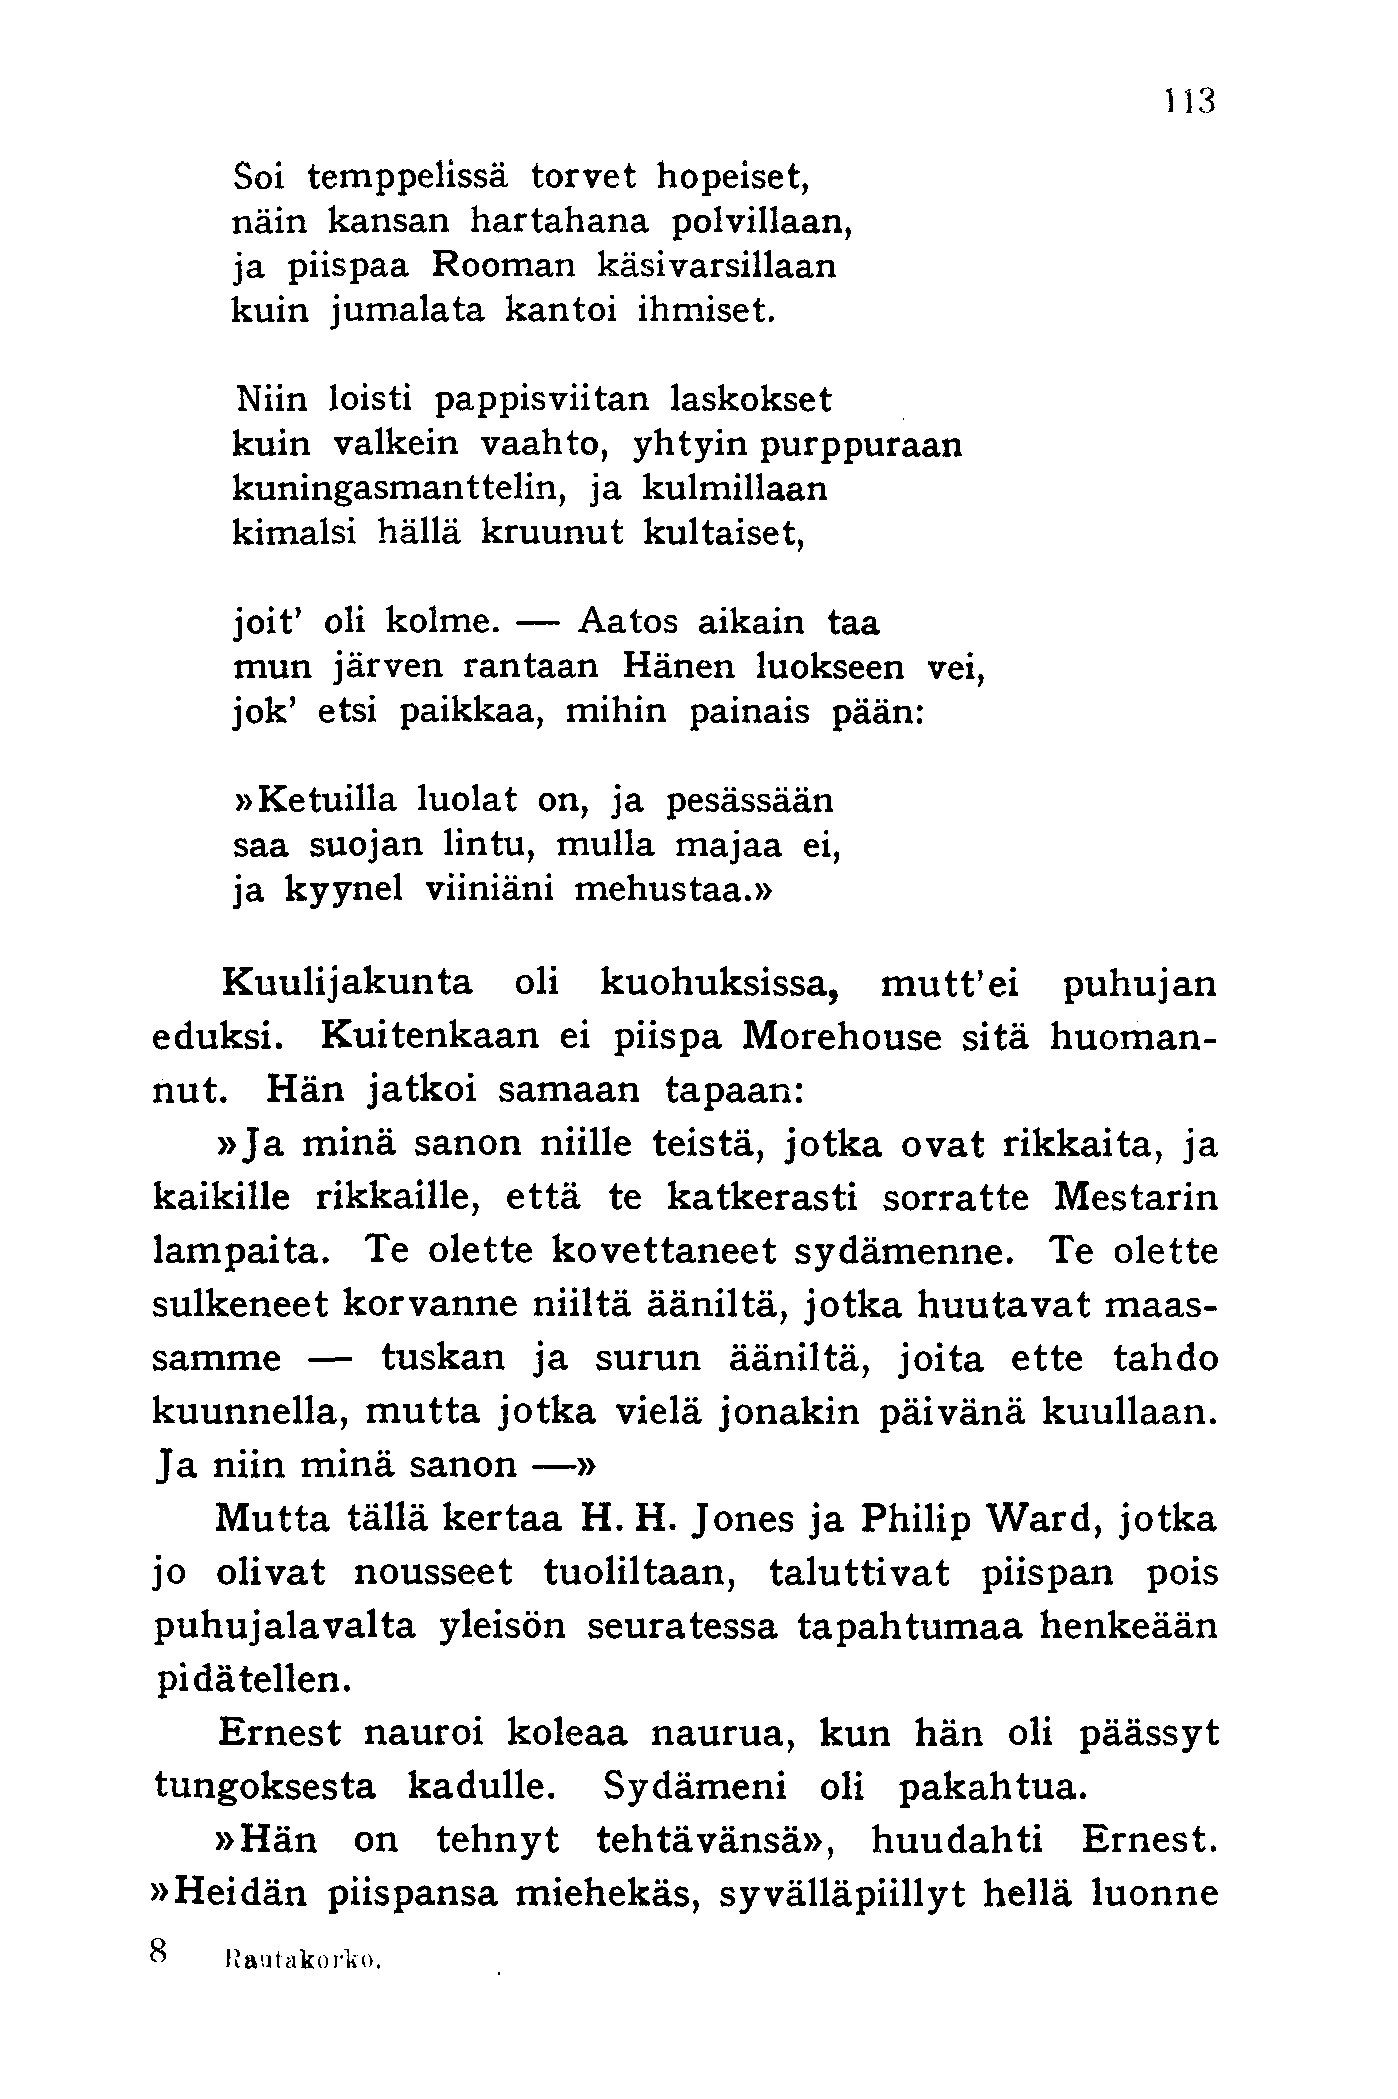 113
Soi temppelissä torvet hopeiset,
näin kansan hartahana polvillaan,
ja piispaa Rooman käsivarsillaan
kuin jumalata kantoi ihmiset.
Niin loisti pappisviitan laskokset
kuin valkein vaahto, yhtyin purppuraan
kuningasmanttelin, ja kulmillaan
kimalsi hällä kruunut kultaiset,
joit' oli kolme. — Aatos aikain taa
mun järven rantaan Hänen luokseen vei,
jok' etsi paikkaa, mihin painais pään:
»Ketuilla luolat on, ja pesässään
saa suojan lintu, mulla majaa ei,
ja kyynel viiniäni mehustaa.»
Kuulijakunta oli kuohuksissa, mutt'ei puhujan
eduksi. Kuitenkaan ei piispa Morehouse sitä huoman-
nut. Hän jatkoi samaan tapaan:
»Ja minä sanon niille teistä, jotka ovat rikkaita, ja
kaikille rikkaille, että te katkerasti sorratte Mestarin
lampaita. Te olette kovettaneet sydämenne. Te olette
sulkeneet korvanne niiltä ääniltä, jotka huutavat maas-
samme — tuskan ja surun ääniltä, joita ette tahdo
kuunnella, mutta jotka vielä jonakin päivänä kuullaan.
Ja niin minä sanon —»
Mutta tällä kertaa H. H. Jones ja Philip Ward, jotka
jo olivat nousseet tuoliltaan, taluttivat piispan pois
puhujalavalta yleisön seuratessa tapahtumaa henkeään
pidätellen.
Ernest nauroi koleaa naurua, kun hän oli päässyt
tungoksesta kadulle. Sydämeni oli pakahtua.
»Hän on tehnyt tehtävänsä», huudahti Ernest.
»Heidän piispansa miehekäs, syvälläpiillyt hellä luonne
8 Rautakorko.